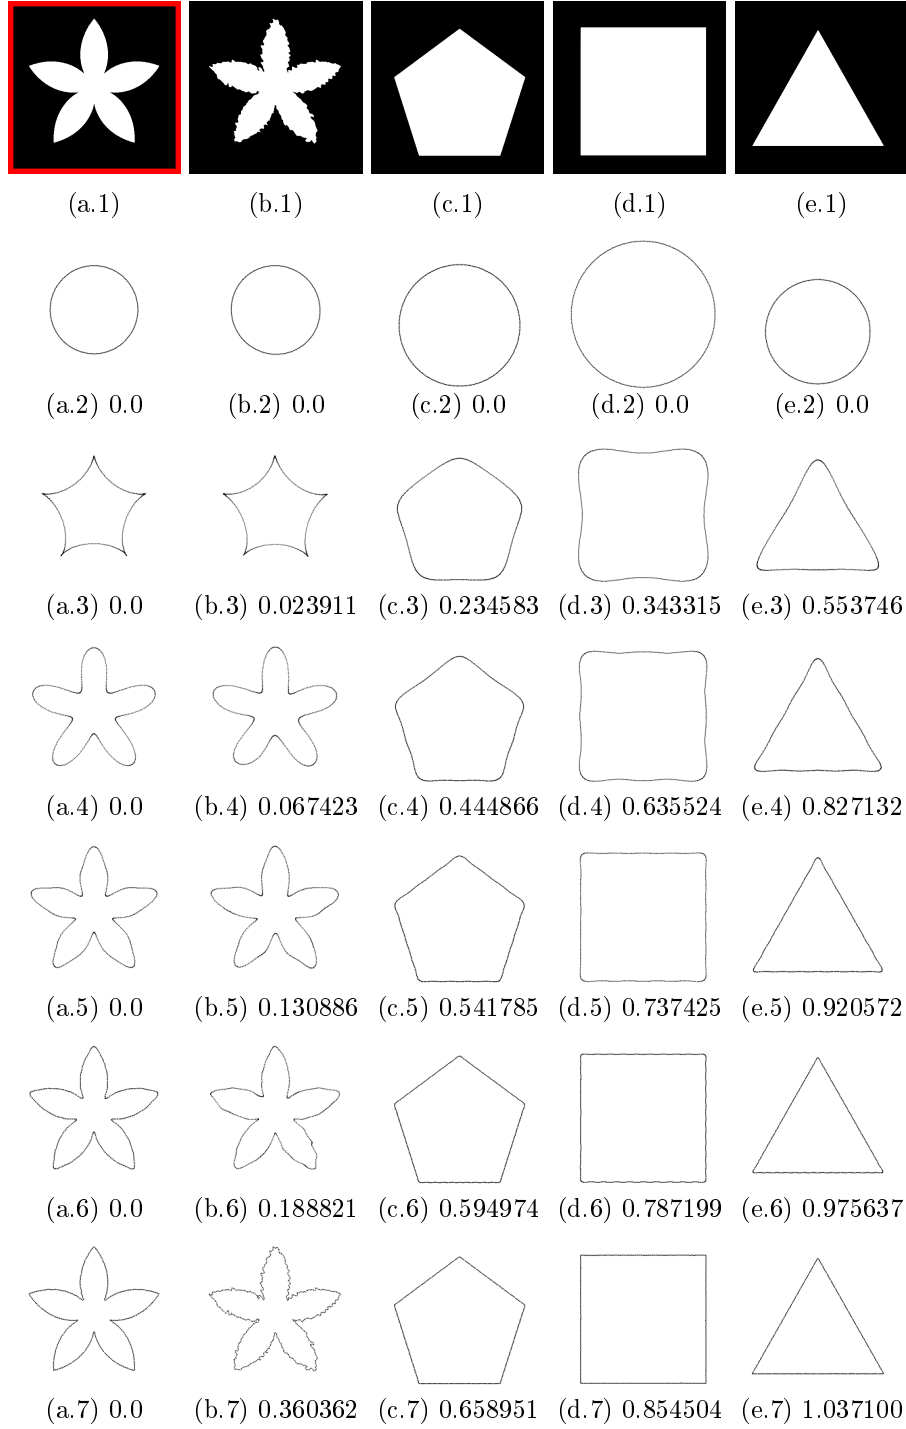 (a.1) (b.1) (c.1) (d.1) (e.1)
(a.2) 0.0 (b.2) 0.0 (c.2) 0.0 (d.2) 0.0 (e.2) 0.0
(a.3) 0.0 (b.3) 0.023911 (c.3) 0.234583 (d.3) 0.343315 (e.3) 0.553746
(a.4) 0.0 (b.4) 0.067423 (c.4) 0.444866 (d.4) 0.635524 (e.4) 0.827132
(a.5) 0.0 (b.5) 0.130886 (c.5) 0.541785 (d.5) 0.737425 (e.5) 0.920572
(a.6) 0.0 (b.6) 0.188821 (c.6) 0.594974 (d.6) 0.787199 (e.6) 0.975637
(a.7) 0.0 (b.7) 0.360362 (c.7) 0.658951 (d.7) 0.854504 (e.7) 1.037100